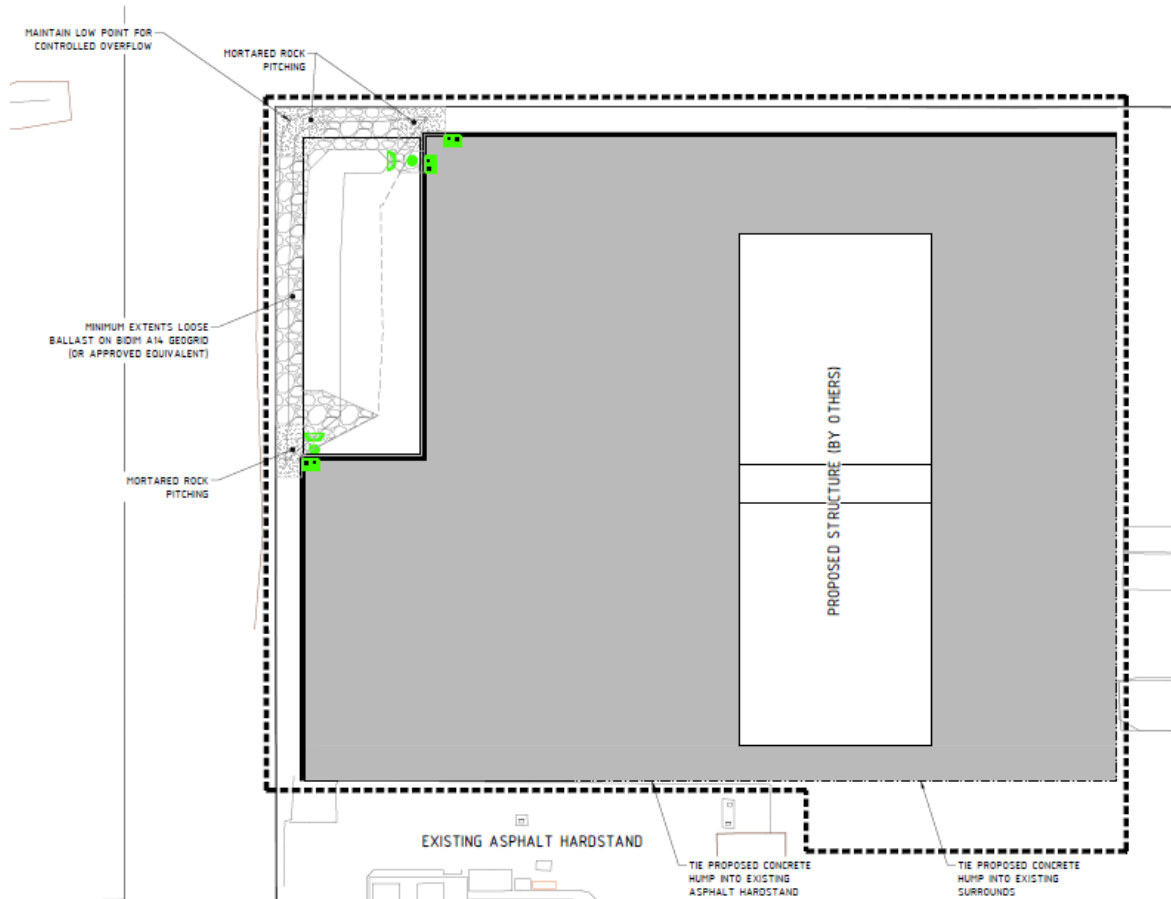 MAINTAIN LOW POINT FOR
CONTROLLED OVERFLOW
MORTARED ROCK
PITCHING
MINIMUM EXTENTS LOOSE
BALLAST ON BIDIM A14 GEOGRID
(OR APPROVED EQUIVALENT)
MORTARED ROCK
PITCHING
PROPOSED STRUCTURE (BY OTHERS)
EXISTING ASPHALT HARDSTAND
TIE PROPOSED CONCRETE
HUMP INTO EXISTING
ASPHALT HARDSTAND
TIE PROPOSED CONCRETE
HUMP INTO EXISTING
SURROUNDS